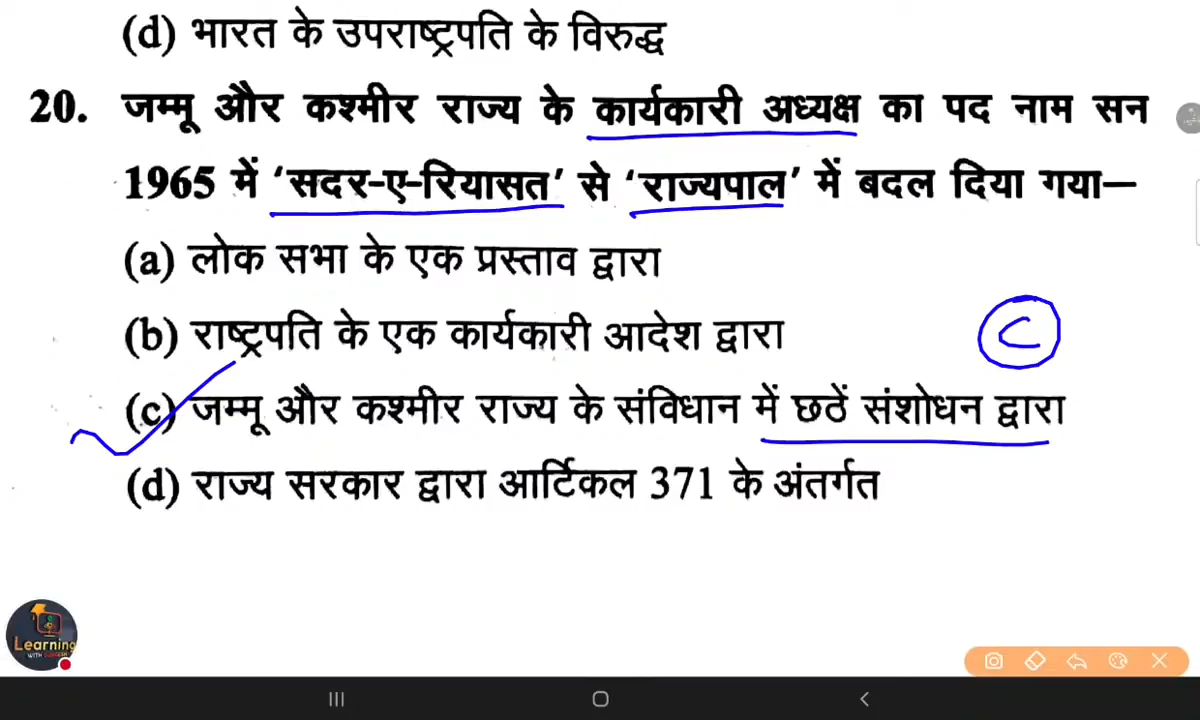 (d) भारत के उपराष्ट्रपति के विरुद्ध
20. जम्मू और कश्मीर राज्य के कार्यकारी अध्यक्ष का पद नाम सन
1965 में ‘सदर-ए-रियासत’ से ‘राज्यपाल’ में बदल दिया गया—
(a) लोक सभा के एक प्रस्ताव द्वारा
(b) राष्ट्रपति के एक कार्यकारी आदेश द्वारा
C
(c) जम्मू और कश्मीर राज्य के संविधान में छठें संशोधन द्वारा
(d) राज्य सरकार द्वारा आर्टिकल 371 के अंतर्गत
Learning